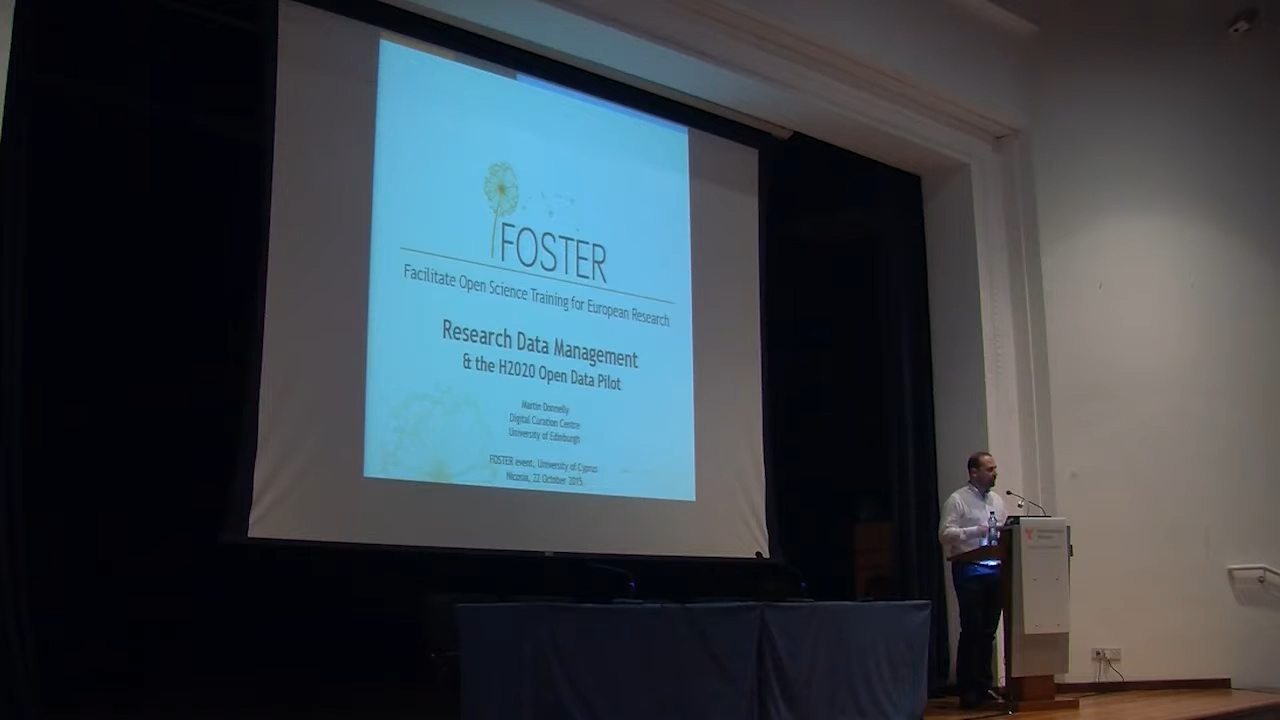 FOSTER
Facilitate Open Science Training for European Research
Research Data Management
& the H2020 Open Data Pilot
Martin Donnelly
Digital Curation Centre
University of Edinburgh
FOSTER event, University of Cyprus
Nicosia, 22 October 2015